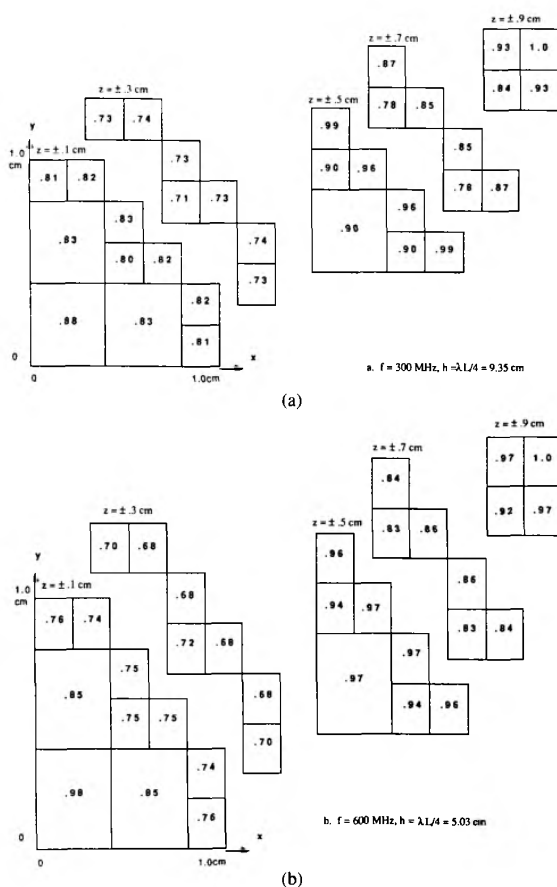 z = ± .9 cm
z = ± .7 cm
.93 1.0
.87
.84 .93
z = ± .3 cm
.78 .85
z = ± .5 cm
.73 .74
.99
y
.85
1.0 z = ± .1 cm
cm
.73
.90 .96
.81 .82
.71 .73
.78 .87
.83
.96
.90
.83
.74
.80 .82
.90 .99
.73
.82
.88 .83
.81
0
x
0 1.0cm
a. f = 300 MHz, h =λL/4 = 9.35 cm
(a)
z = ± .9 cm
z = ± .7 cm
.97 1.0
.84
.92 .97
z = ± .3 cm
.83 .86
z = ± .5 cm
.70 .68
.96
y
.86
1.0 z = ± .1 cm
cm
.68
.94 .97
.76 .74
.83 .84
.72 .68
.75
.97
.97
.85
.68
.75 .75
.94 .96
.70
.74
.98 .85
.76
b. f = 600 MHz, h = λL/4 = 5.03 cm
0
x
0 1.0cm
(b)